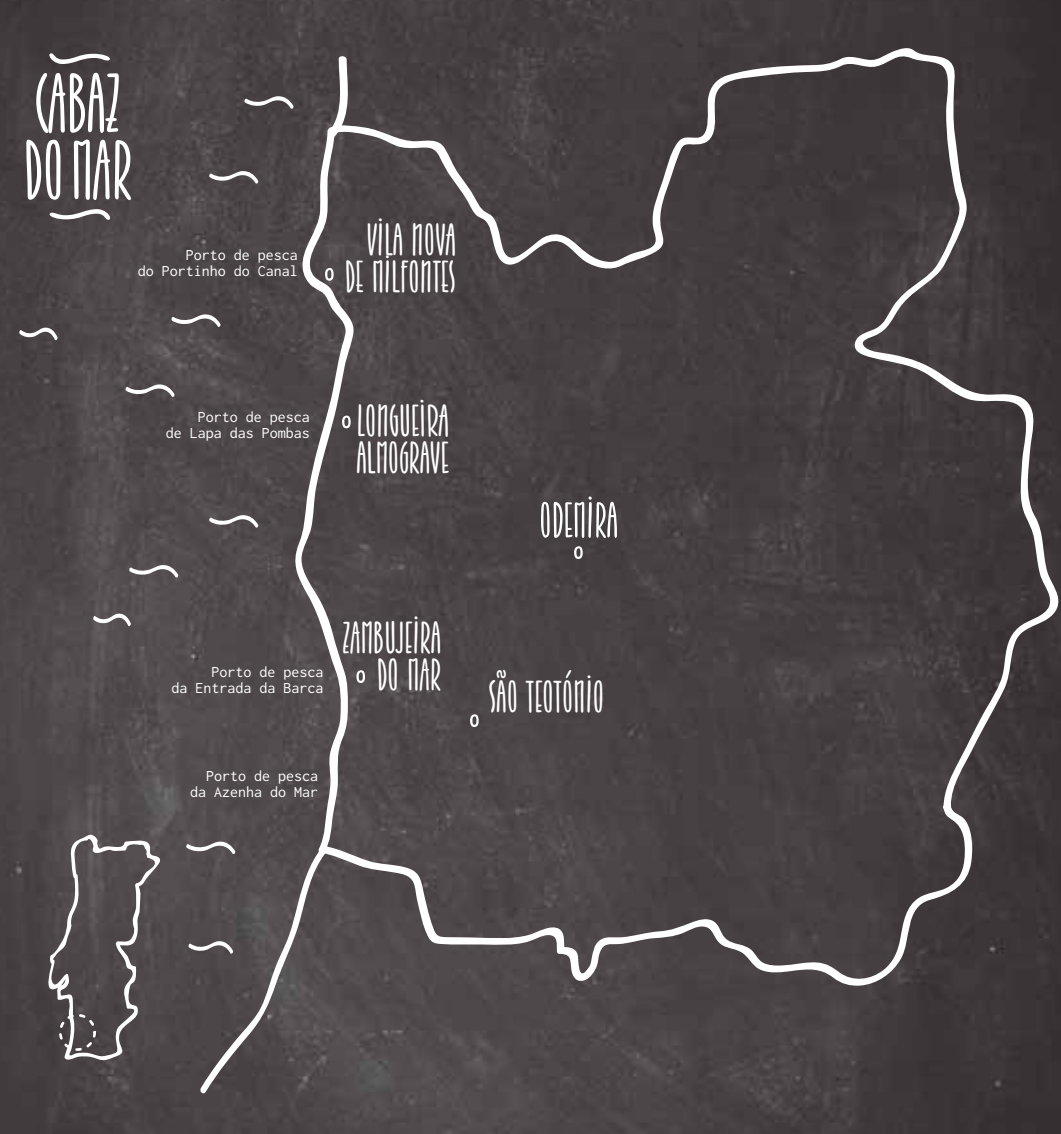 CABAZ
DO MAR
VILA NOVA
DE MILFONTES
Porto de pesca
do Portinho do Canal
LONGUEIRA
ALMOGRAVE
Porto de pesca
de Lapa das Pombas
ODEMIRA
ZAMBUJEIRA
DO MAR
Porto de pesca
da Entrada da Barca
SÃO TEOTÓNIO
Porto de pesca
da Azenha do Mar